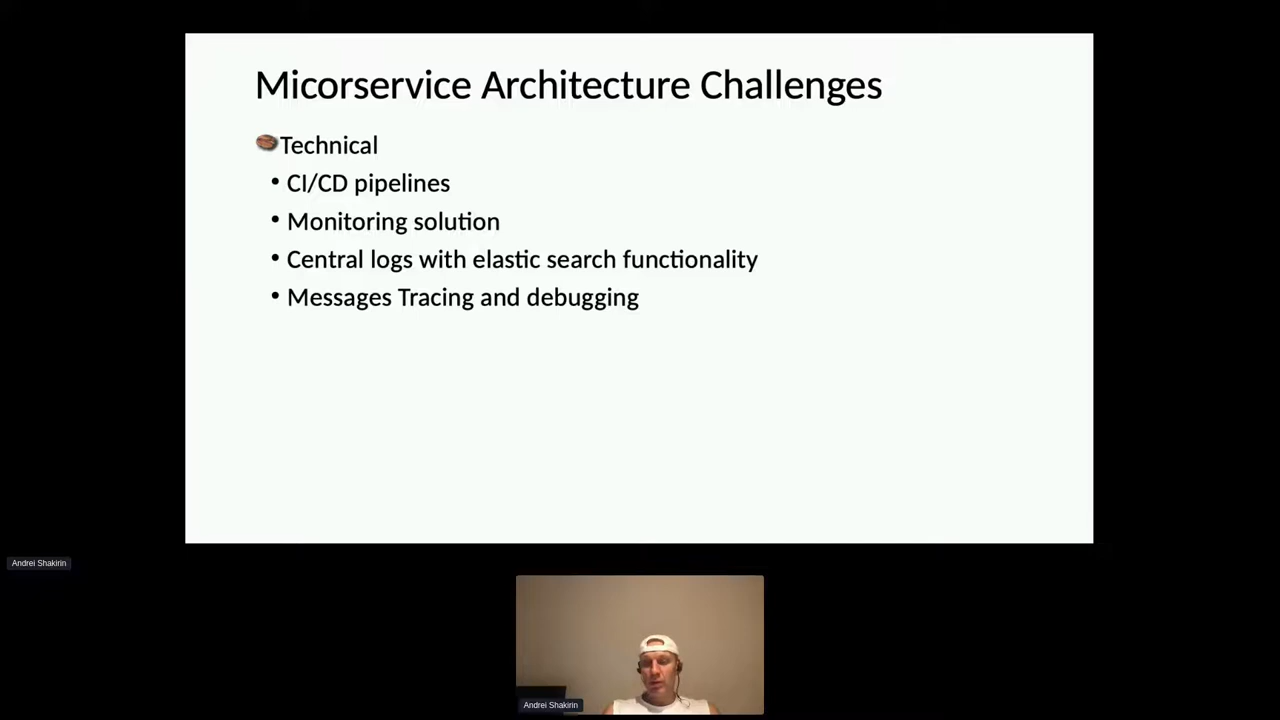 Micorservice Architecture Challenges
Technical
• CI/CD pipelines
• Monitoring solution
• Central logs with elastic search functionality
• Messages Tracing and debugging
Andrei Shakirin
Andrei Shakirin